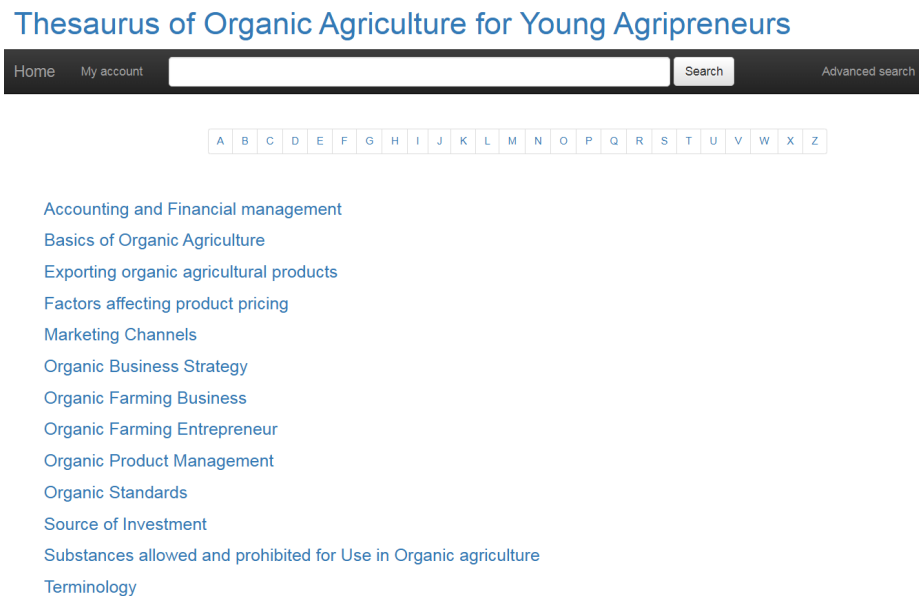 Thesaurus of Organic Agriculture for Young Agripreneurs
Home My account Search Advanced search
A B C D E F G H I J K L M N O P Q R S T U V W X Z
Accounting and Financial management
Basics of Organic Agriculture
Exporting organic agricultural products
Factors affecting product pricing
Marketing Channels
Organic Business Strategy
Organic Farming Business
Organic Farming Entrepreneur
Organic Product Management
Organic Standards
Source of Investment
Substances allowed and prohibited for Use in Organic agriculture
Terminology